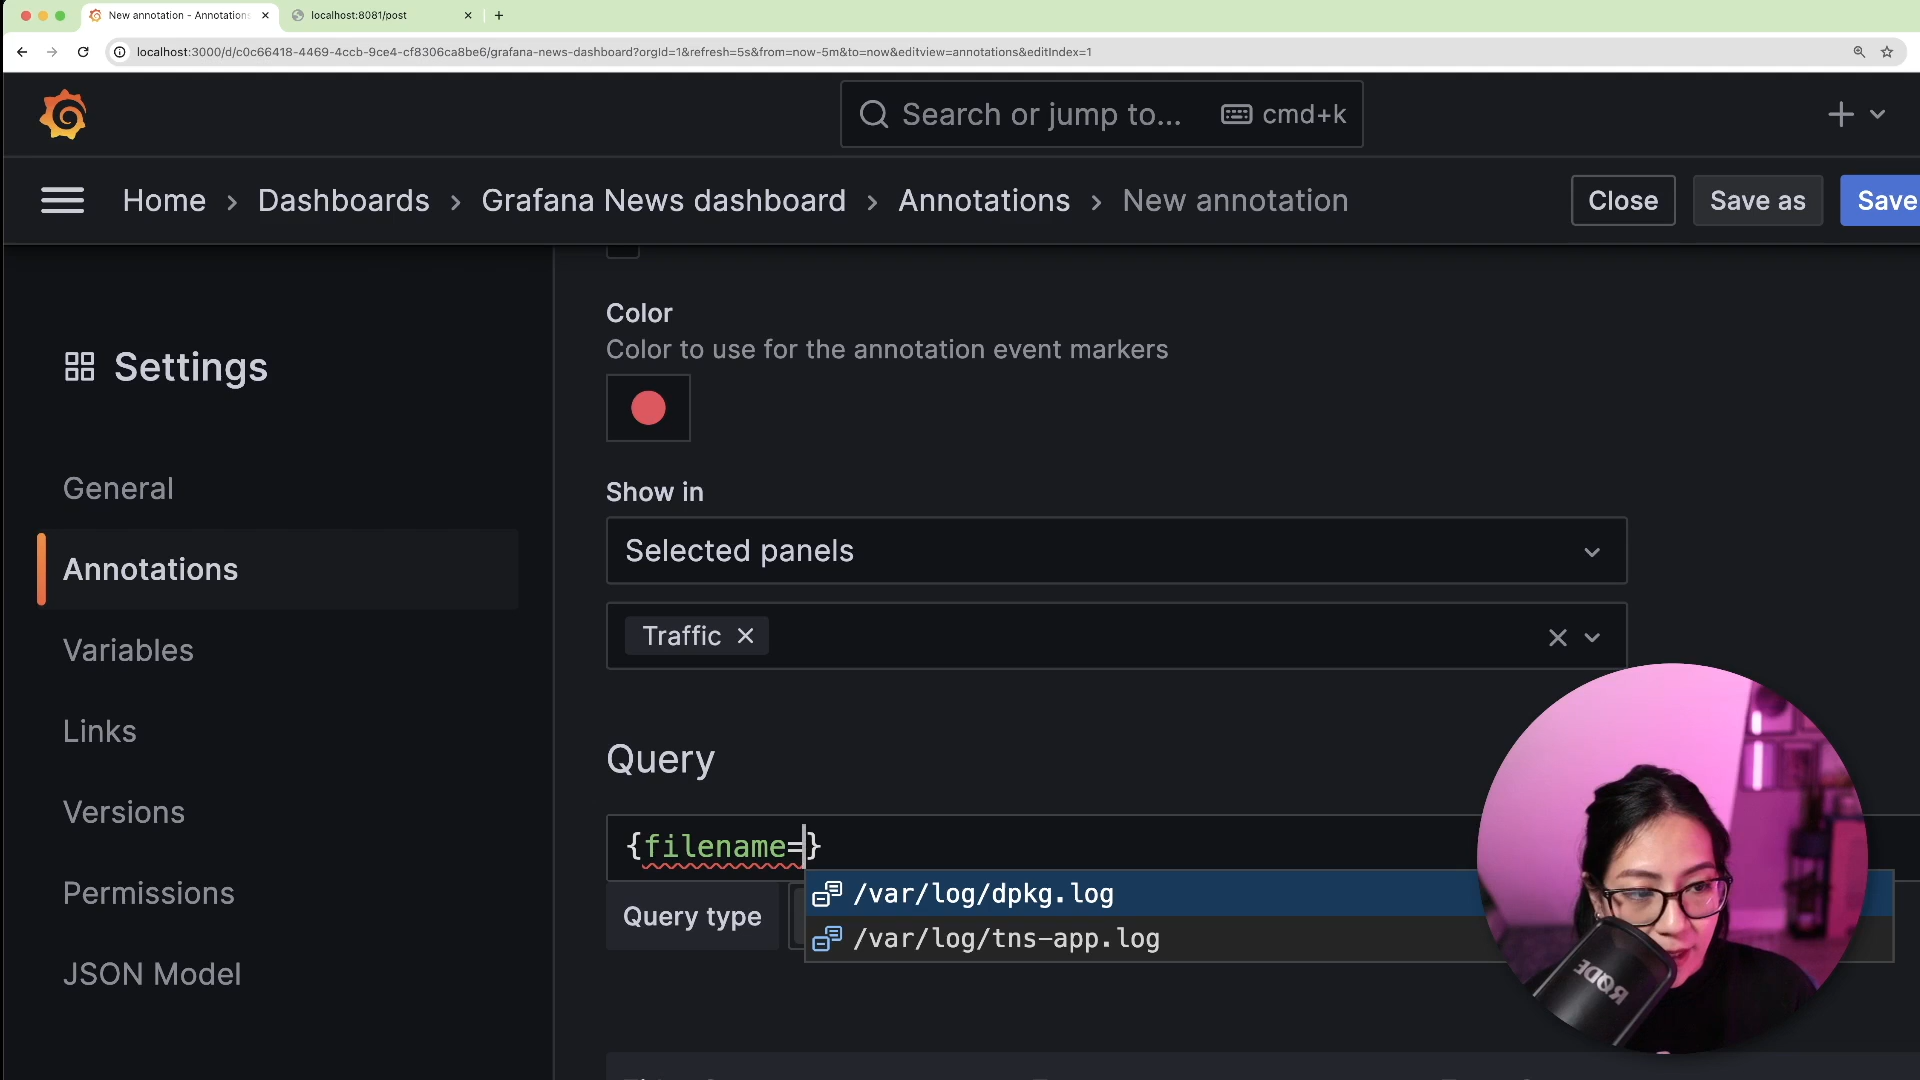 New annotation - Annotations
localhost:8081/post
localhost:3000/d/c0c66418-4469-4ccb-9ce4-cf8306ca8be6/grafana-news-dashboard?orgId=1&refresh=5s&from=now-5m&to=now&editview=annotations&editIndex=1
Search or jump to... cmd+k
Home > Dashboards > Grafana News dashboard > Annotations > New annotation
Close
Save as
Save
Settings
General
Annotations
Variables
Links
Versions
Permissions
JSON Model
Color
Color to use for the annotation event markers
Show in
Selected panels
Traffic
Query
{filename=}
/var/log/dpkg.log
/var/log/tns-app.log
Query type
RØDE